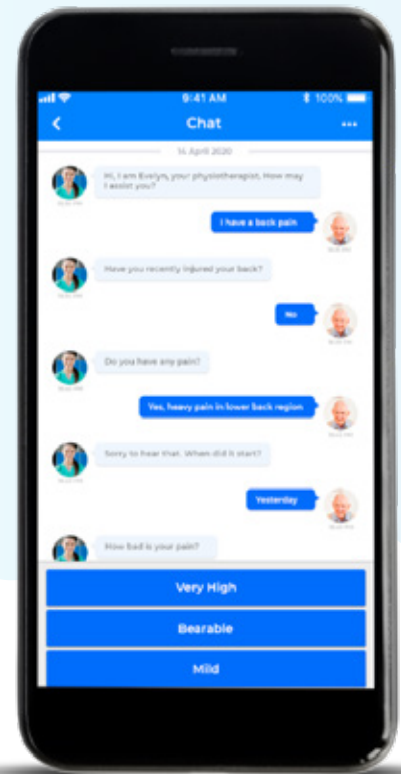 9:41 AM
100%
Chat
14 April 2020
Hi, I am Evelyn, your physiotherapist. How may
I assist you?
I have a back pain
Have you recently injured your back?
No
Do you have any pain?
Yes, heavy pain in lower back region
Sorry to hear that. When did it start?
Yesterday
How bad is your pain?
Very High
Bearable
Mild